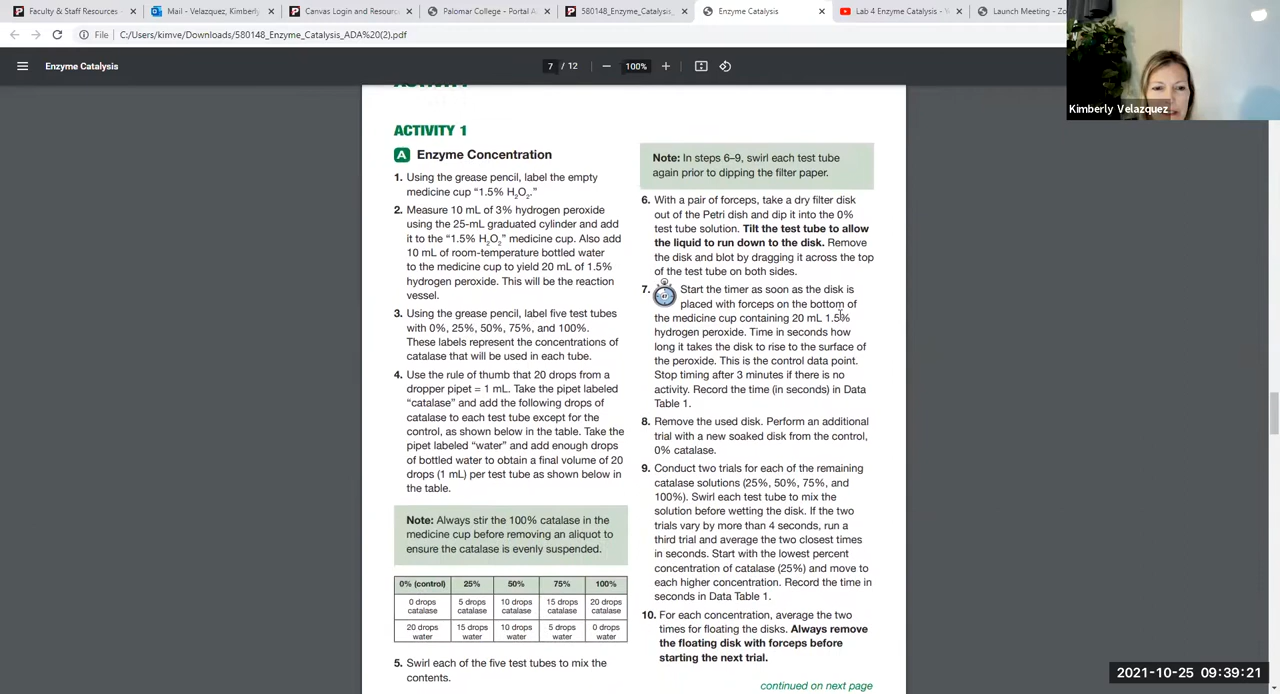 Faculty & Staff Resources
Mail - Velazquez, Kimberly
Canvas Login and Resource
Palomar College - Portal A
580148_Enzyme_Catalysis_
Enzyme Catalysis
Lab 4 Enzyme Catalysis -
Launch Meeting - Zo
File
C:/Users/kimve/Downloads/580148_Enzyme_Catalysis_ADA%20(2).pdf
Enzyme Catalysis
7 / 12
100%
Kimberly Velazquez
ACTIVITY
ACTIVITY 1
A Enzyme Concentration
1. Using the grease pencil, label the empty
medicine cup “1.5% H₂O₂.”
2. Measure 10 mL of 3% hydrogen peroxide
using the 25-mL graduated cylinder and add
it to the “1.5% H₂O₂” medicine cup. Also add
10 mL of room-temperature bottled water
to the medicine cup to yield 20 mL of 1.5%
hydrogen peroxide. This will be the reaction
vessel.
3. Using the grease pencil, label five test tubes
with 0%, 25%, 50%, 75%, and 100%.
These labels represent the concentrations of
catalase that will be used in each tube.
4. Use the rule of thumb that 20 drops from a
dropper pipet = 1 mL. Take the pipet labeled
“catalase” and add the following drops of
catalase to each test tube except for the
control, as shown below in the table. Take the
pipet labeled “water” and add enough drops
of bottled water to obtain a final volume of 20
drops (1 mL) per test tube as shown below in
the table.
Note: Always stir the 100% catalase in the
medicine cup before removing an aliquot to
ensure the catalase is evenly suspended.
0% (control) 25% 50% 75% 100%
0 drops 5 drops 10 drops 15 drops 20 drops
catalase catalase catalase catalase catalase
20 drops 15 drops 10 drops 5 drops 0 drops
water water water water water
5. Swirl each of the five test tubes to mix the
contents.
Note: In steps 6–9, swirl each test tube
again prior to dipping the filter paper.
6. With a pair of forceps, take a dry filter disk
out of the Petri dish and dip it into the 0%
test tube solution. Tilt the test tube to allow
the liquid to run down to the disk. Remove
the disk and blot by dragging it across the top
of the test tube on both sides.
7. Start the timer as soon as the disk is
placed with forceps on the bottom of
the medicine cup containing 20 mL 1.5%
hydrogen peroxide. Time in seconds how
long it takes the disk to rise to the surface of
the peroxide. This is the control data point.
Stop timing after 3 minutes if there is no
activity. Record the time (in seconds) in Data
Table 1.
8. Remove the used disk. Perform an additional
trial with a new soaked disk from the control,
0% catalase.
9. Conduct two trials for each of the remaining
catalase solutions (25%, 50%, 75%, and
100%). Swirl each test tube to mix the
solution before wetting the disk. If the two
trials vary by more than 4 seconds, run a
third trial and average the two closest times
in seconds. Start with the lowest percent
concentration of catalase (25%) and move to
each higher concentration. Record the time in
seconds in Data Table 1.
10. For each concentration, average the two
times for floating the disks. Always remove
the floating disk with forceps before
starting the next trial.
continued on next page
2021-10-25 09:39:21